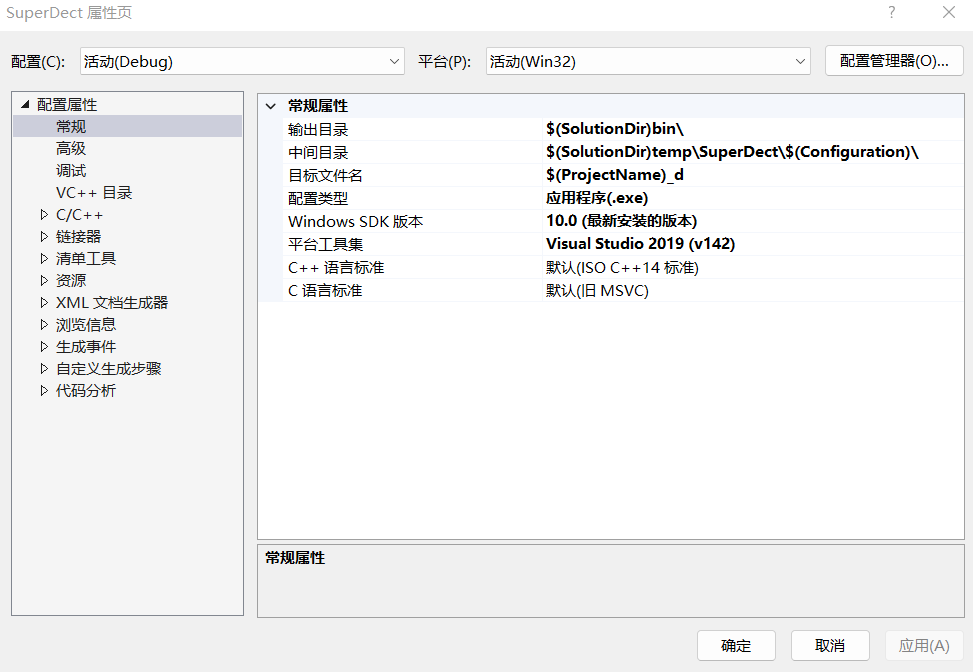 SuperDect 属性页
配置(C): 活动(Debug) 平台(P): 活动(Win32) 配置管理器(O)...
配置属性
常规
高级
调试
VC++ 目录
C/C++
链接器
清单工具
资源
XML 文档生成器
浏览信息
生成事件
自定义生成步骤
代码分析
常规属性
输出目录 $(SolutionDir)bin\
中间目录 $(SolutionDir)temp\SuperDect\$(Configuration)\
目标文件名 $(ProjectName)_d
配置类型 应用程序(.exe)
Windows SDK 版本 10.0 (最新安装的版本)
平台工具集 Visual Studio 2019 (v142)
C++ 语言标准 默认(ISO C++14 标准)
C 语言标准 默认(旧 MSVC)
常规属性
确定 取消 应用(A)